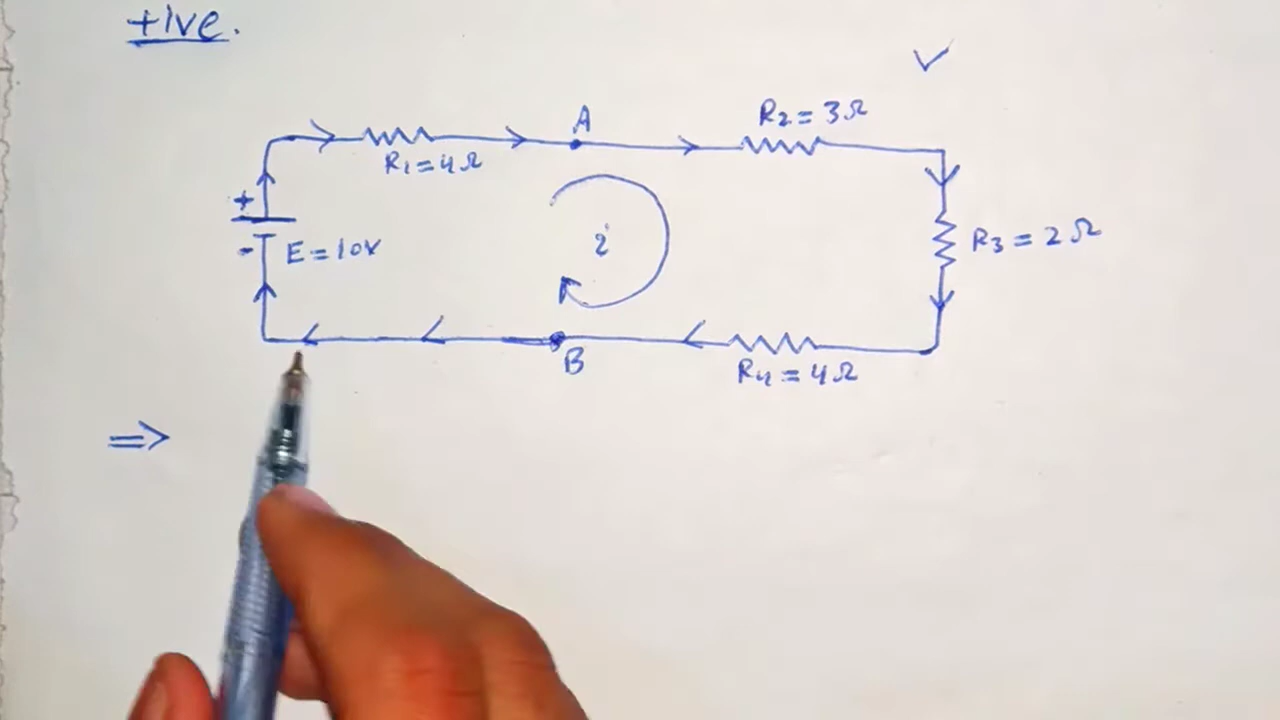 +ive.
A
R2 = 3Ω
R1 = 4Ω
+
- E = 10V
i
R3 = 2Ω
B
R4 = 4Ω
=>